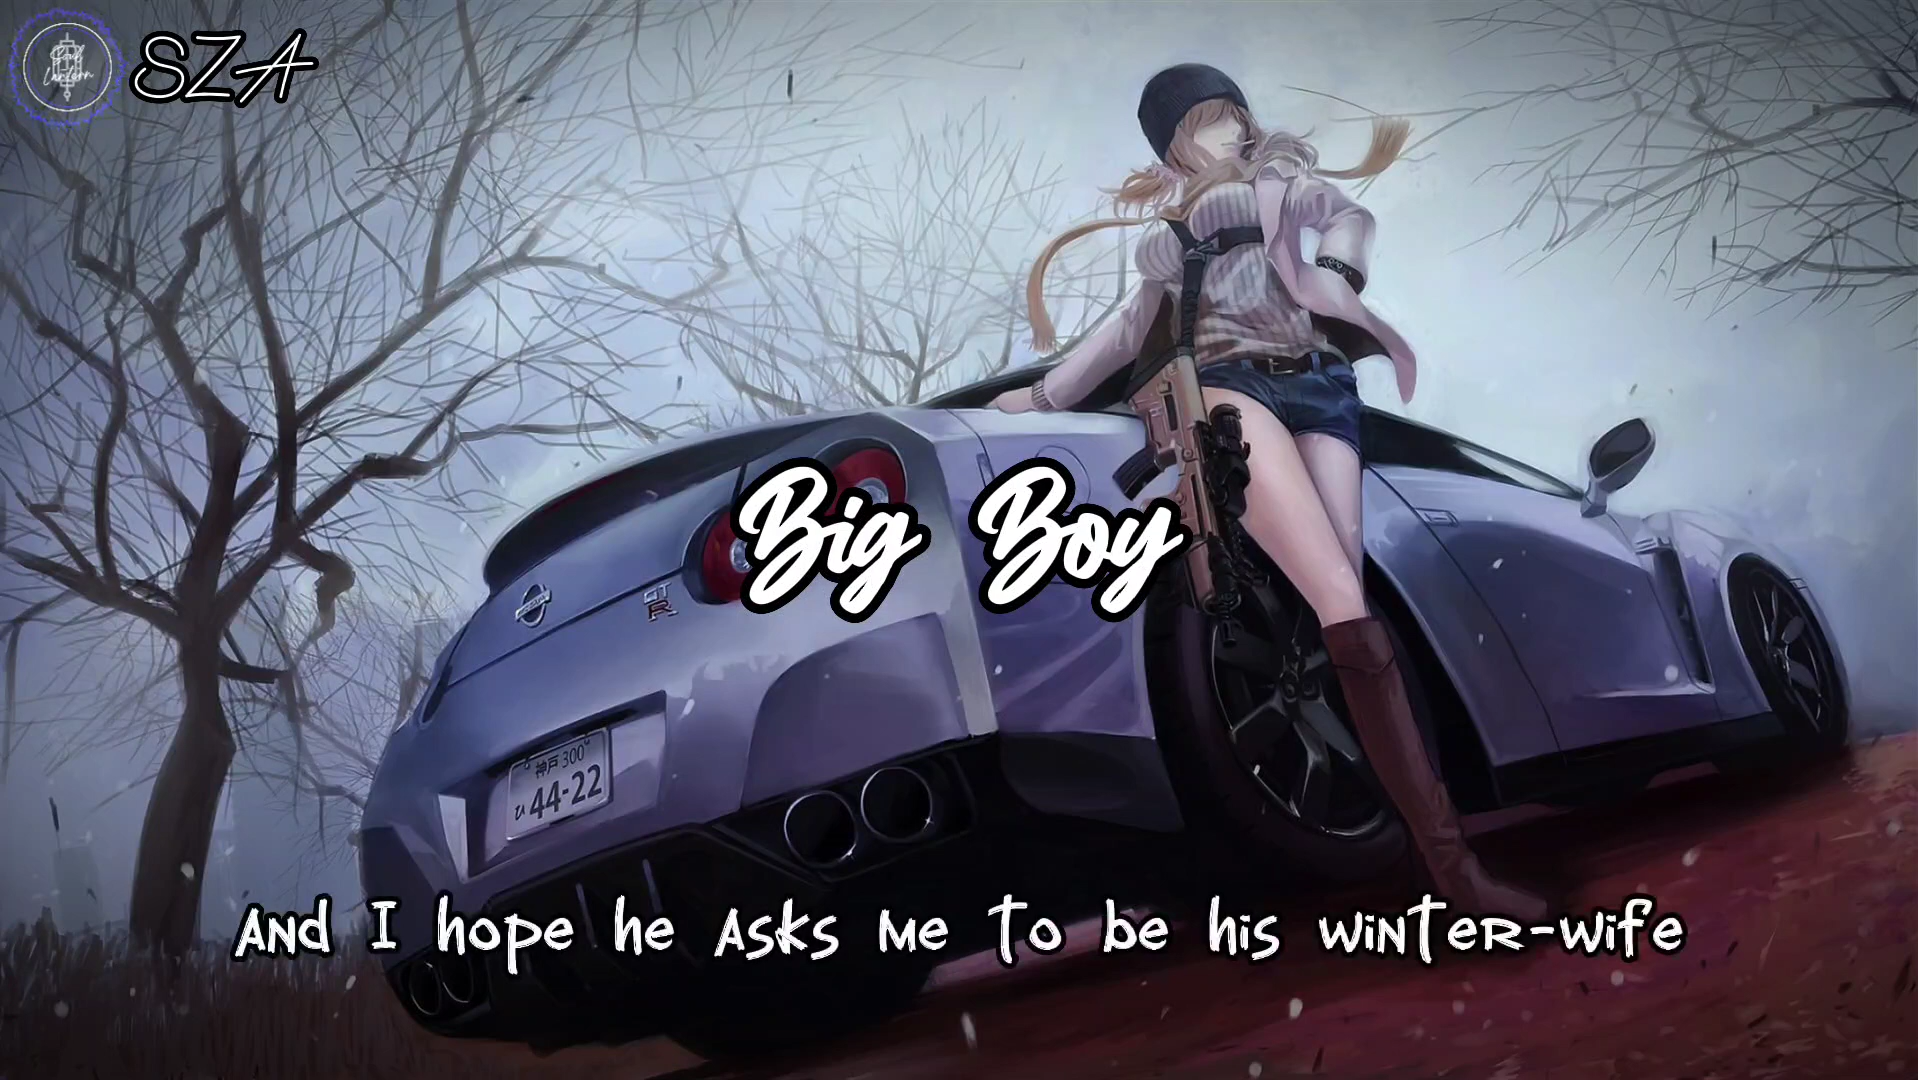 SZA
Big Boy
NISSAN
GT
R
神戸 300
ひ 44-22
And I hope he asks me to be his winter-wife